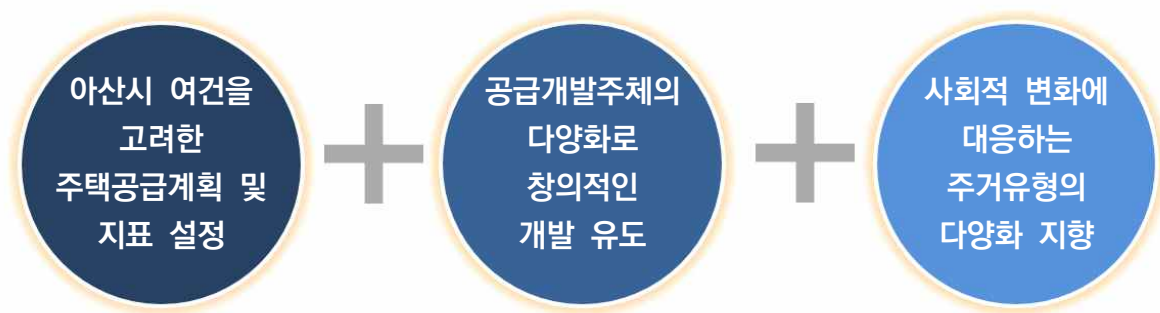 아산시 여건을
고려한
주택공급계획 및
지표 설정
공급개발주체의
다양화로
창의적인
개발 유도
사회적 변화에
대응하는
주거유형의
다양화 지향